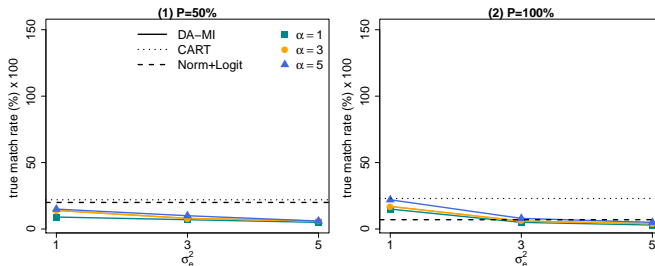 (1) P=50%
true match rate (%) x 100
150
100
50
0
DA−MI
CART
Norm+Logit
α = 1
α = 3
α = 5
1
3
5
σ²ₑ
(2) P=100%
true match rate (%) x 100
150
100
50
0
1
3
5
σ²ₑ